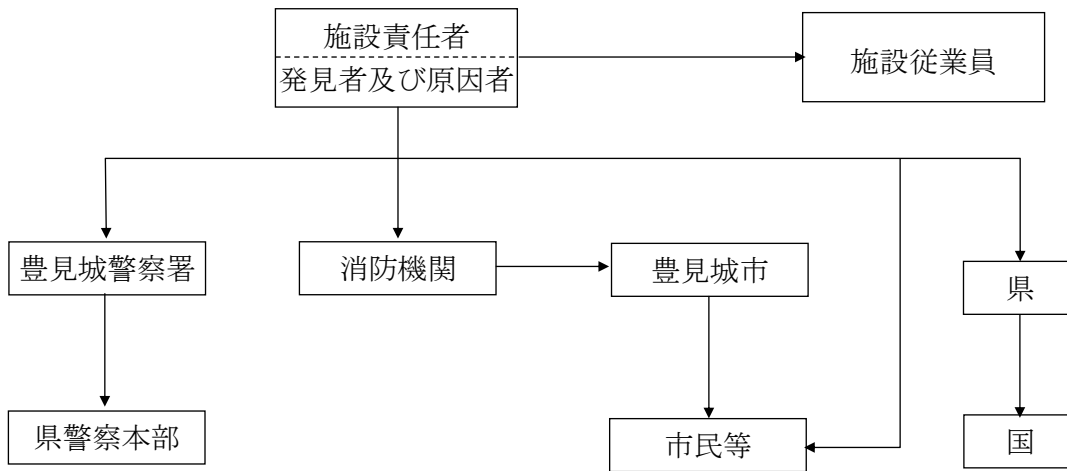 施設責任者
発見者及び原因者
施設従業員
豊見城警察署
消防機関
豊見城市
県
県警察本部
市民等
国